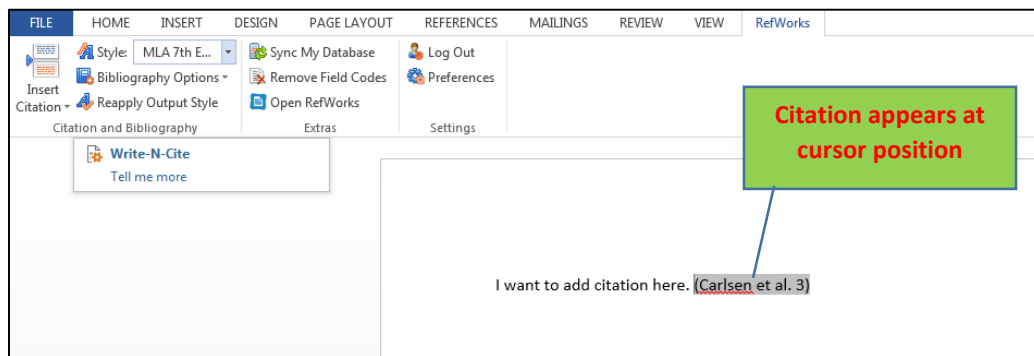 FILE HOME INSERT DESIGN PAGE LAYOUT REFERENCES MAILINGS REVIEW VIEW RefWorks
Style: MLA 7th E... Sync My Database Log Out
Bibliography Options Remove Field Codes Preferences
Insert
Citation Reapply Output Style Open RefWorks
Citation and Bibliography Extras Settings
Write-N-Cite
Tell me more
Citation appears at
cursor position
I want to add citation here. (Carlsen et al. 3)